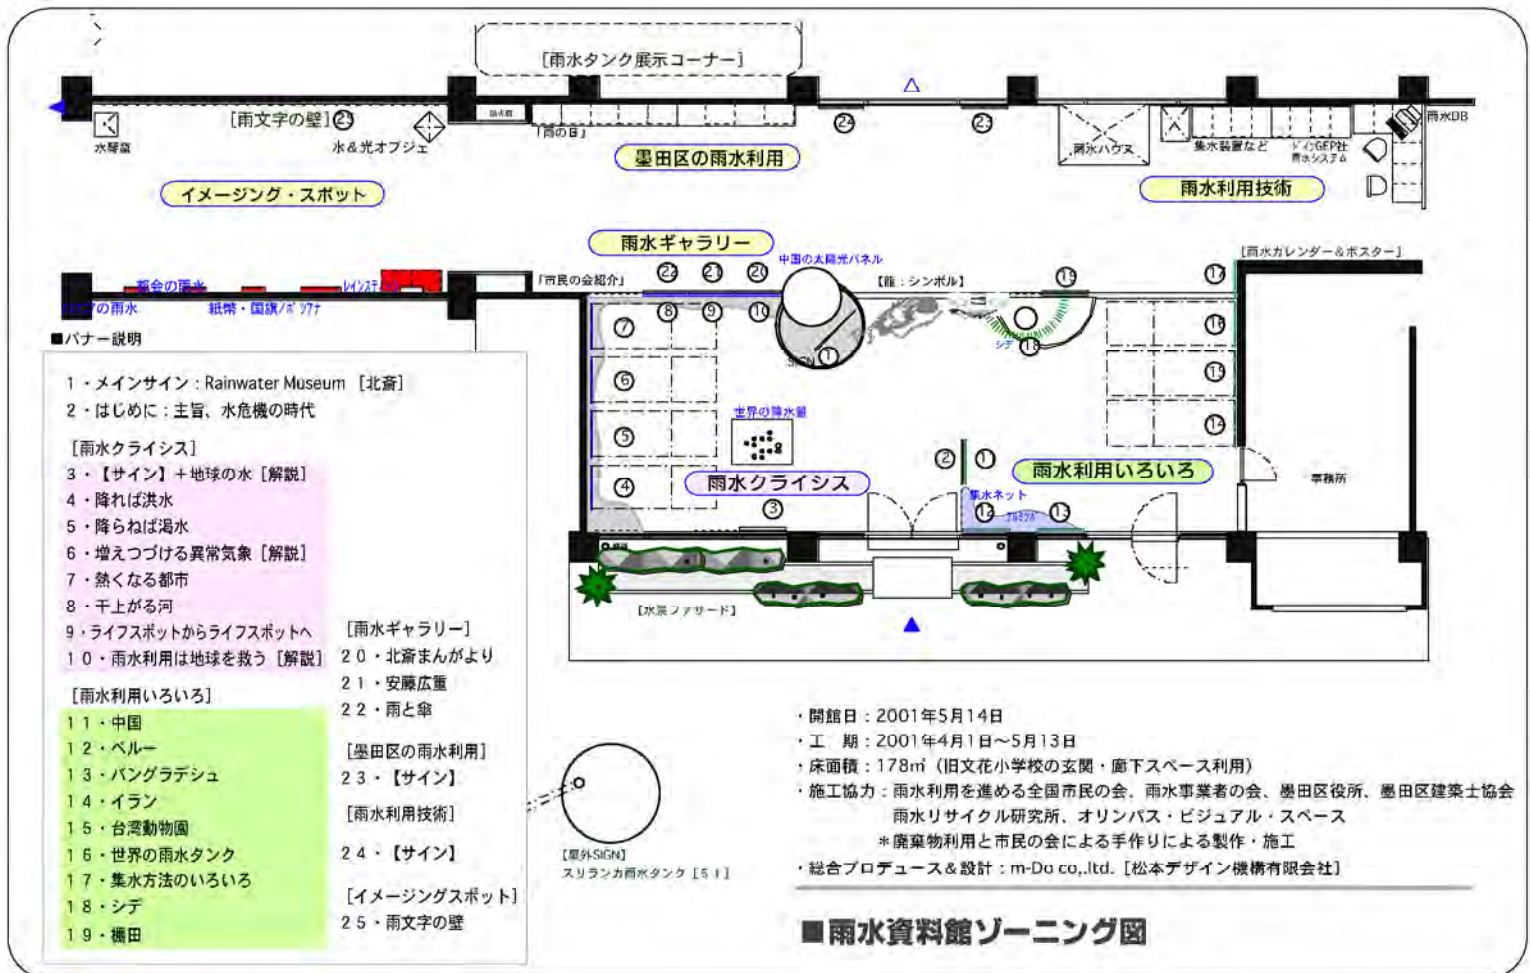 [雨水タンク展示コーナー]
[雨文字の壁] 25
水琴窟
水&光オブジェ
「雨の日」
24
23
雨水ハウス
集水装置など
ドイツGEP社
雨水システム
雨水DB
墨田区の雨水利用
イメージング・スポット
雨水利用技術
雨水ギャラリー
中国の太陽光パネル
[雨水カレンダー&ポスター]
22
21
20
【龍:シンボル】
19
17
「市民の会紹介」
都会の雨水
の雨水
紙幣・国旗
7
8
9
10
SIGN
1
シデ
18
16
6
15
世界の降水量
5
14
2
1
雨水利用いろいろ
雨水クライシス
4
3
集水ネット
12
13
事務所
【水景ファサード】
■バナー説明
1・メインサイン:Rainwater Museum [北斎]
2・はじめに:主旨、水危機の時代
[雨水クライシス]
3・【サイン】+地球の水 [解説]
4・降れば洪水
5・降らねば渇水
6・増えつづける異常気象 [解説]
7・熱くなる都市
8・干上がる河
9・ライフスポットからライフスポットへ
10・雨水利用は地球を救う [解説]
[雨水利用いろいろ]
11・中国
12・ペルー
13・バングラデシュ
14・イラン
15・台湾動物園
16・世界の雨水タンク
17・集水方法のいろいろ
18・シデ
19・棚田
[雨水ギャラリー]
20・北斎まんがより
21・安藤広重
22・雨と傘
[墨田区の雨水利用]
23・【サイン】
[雨水利用技術]
24・【サイン】
[イメージングスポット]
25・雨文字の壁
【屋外SIGN】
スリランカ雨水タンク
・開館日:2001年5月14日
・工 期:2001年4月1日~5月13日
・床面積:178㎡(旧文花小学校の玄関・廊下スペース利用)
・施工協力:雨水利用を進める全国市民の会、雨水事業者の会、墨田区役所、墨田区建築士協会
雨水リサイクル研究所、オリンパス・ビジュアル・スペース
*廃棄物利用と市民の会による手作りによる製作・施工
・総合プロデュース&設計:m-Do co,.ltd. [松本デザイン機構有限会社]
■雨水資料館ゾーニング図